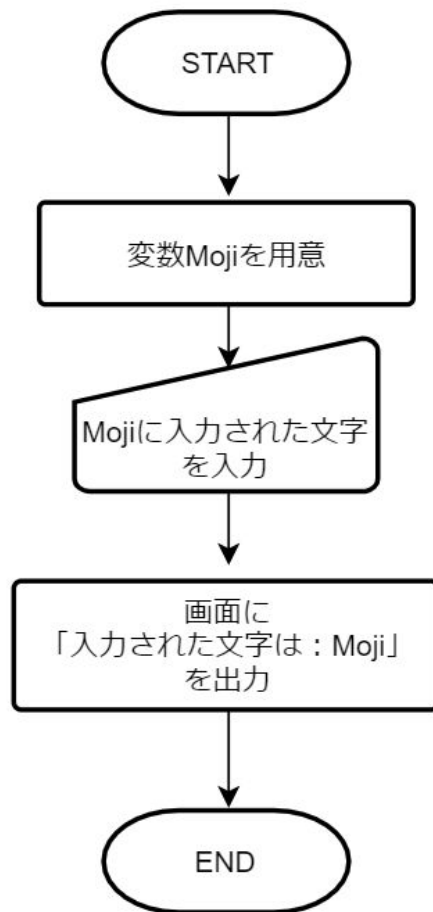 START
変数Mojiを用意
Mojiに入力された文字
を入力
画面に
「入力された文字は：Moji」
を出力
END